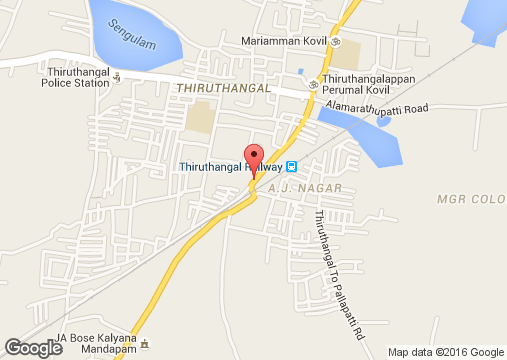 Sengulam
Mariamman Kovil
Thiruthangal
Police Station
THIRUTHANGAL
Thiruthangalappan
Perumal Kovil
Alamarathupatti Road
Thiruthangal Railway
A.J. NAGAR
MGR COLO
Thiruthangal To Pallapatti Rd
JA Bose Kalyana
Mandapam
Google
Map data ©2016 Google